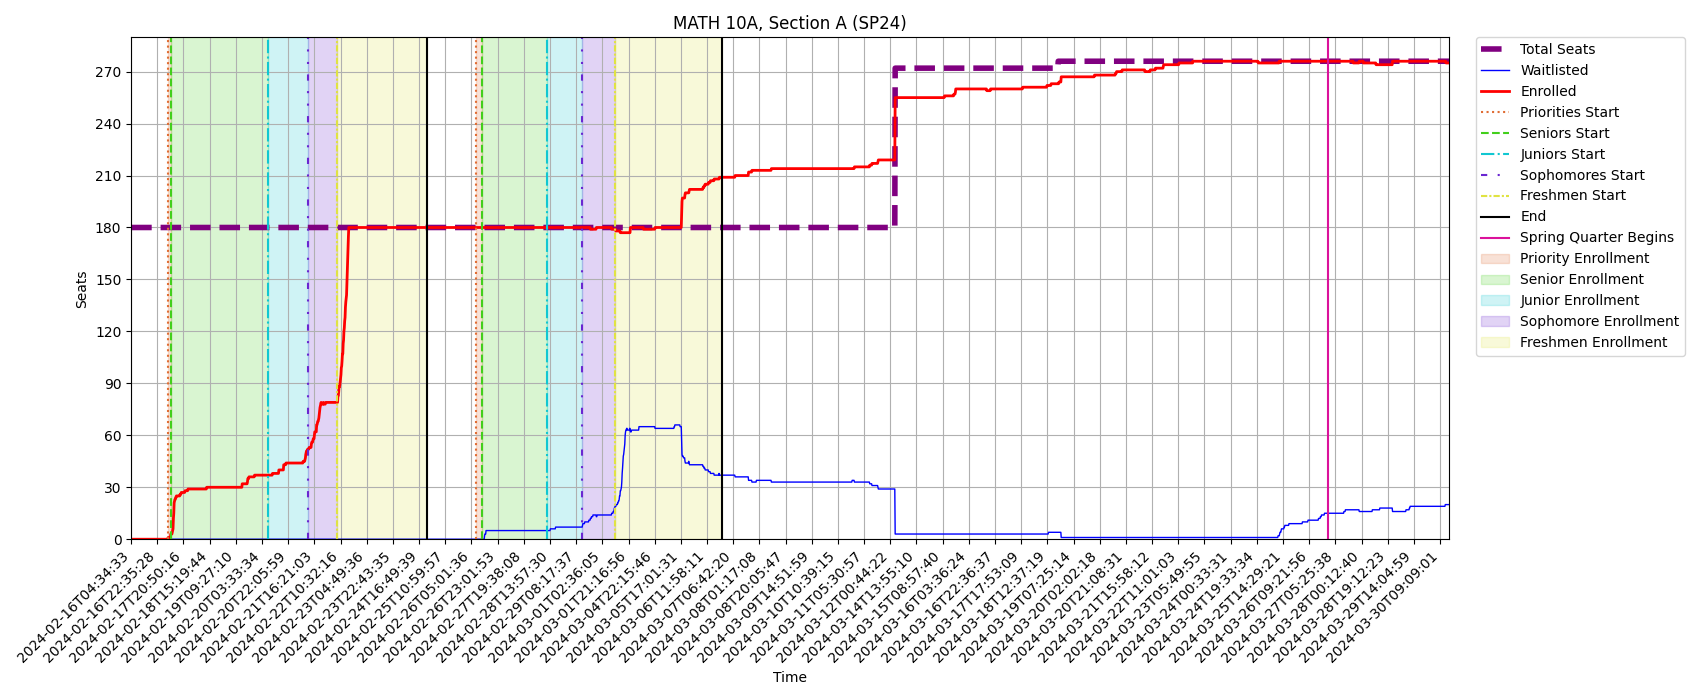 MATH 10A, Section A (SP24)
Seats
270
240
210
180
150
120
90
60
30
0
2024-02-16T04:34:33
2024-02-16T22:35:28
2024-02-17T20:50:16
2024-02-18T15:19:44
2024-02-19T09:27:10
2024-02-20T03:33:34
2024-02-20T22:05:59
2024-02-21T16:21:03
2024-02-22T10:32:16
2024-02-23T04:49:36
2024-02-23T22:43:35
2024-02-24T16:49:39
2024-02-25T10:59:57
2024-02-26T05:01:36
2024-02-26T23:01:53
2024-02-27T19:38:08
2024-02-28T13:57:30
2024-02-29T08:17:37
2024-03-01T02:36:05
2024-03-01T21:16:56
2024-03-04T22:15:46
2024-03-05T17:01:31
2024-03-06T11:58:11
2024-03-07T06:42:20
2024-03-08T01:17:08
2024-03-08T20:05:47
2024-03-09T14:51:59
2024-03-10T10:39:15
2024-03-11T05:30:57
2024-03-12T00:44:22
2024-03-14T13:55:10
2024-03-15T08:57:40
2024-03-16T03:36:24
2024-03-16T22:36:37
2024-03-17T17:53:09
2024-03-18T12:37:19
2024-03-19T07:25:14
2024-03-20T02:02:18
2024-03-20T21:08:31
2024-03-21T15:58:12
2024-03-22T11:01:03
2024-03-23T05:49:55
2024-03-24T00:33:31
2024-03-24T19:33:34
2024-03-25T14:29:21
2024-03-26T09:21:56
2024-03-27T05:25:38
2024-03-28T00:12:40
2024-03-28T19:12:23
2024-03-29T14:04:59
2024-03-30T09:09:01
Time
Total Seats
Waitlisted
Enrolled
Priorities Start
Seniors Start
Juniors Start
Sophomores Start
Freshmen Start
End
Spring Quarter Begins
Priority Enrollment
Senior Enrollment
Junior Enrollment
Sophomore Enrollment
Freshmen Enrollment